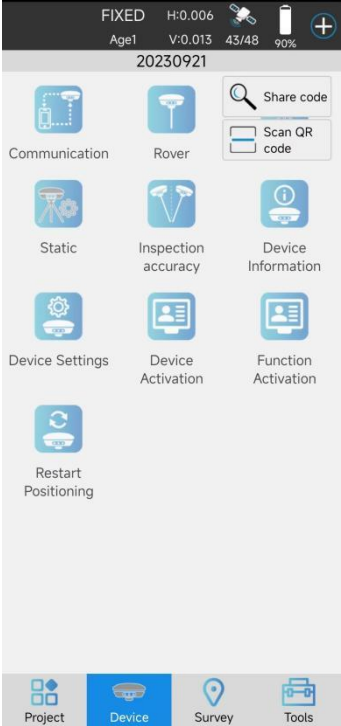 FIXED H:0.006
Age1 V:0.013 43/48 90%
20230921
Share code
Scan QR
code
Communication Rover
Static Inspection
accuracy Device
Information
Device Settings Device
Activation Function
Activation
Restart
Positioning
Project Device Survey Tools